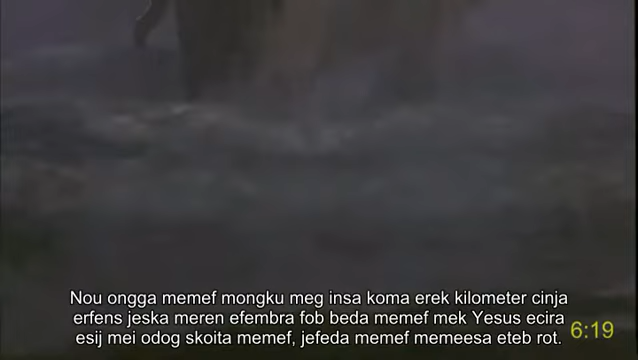 Nou ongga memef mongku meg insa koma erek kilometer cinja
erfens jeska meren efembra fob beda memef mek Yesus ecira
esij mei odog skoita memef, jefeda memef memeesa eteb rot.
6:19